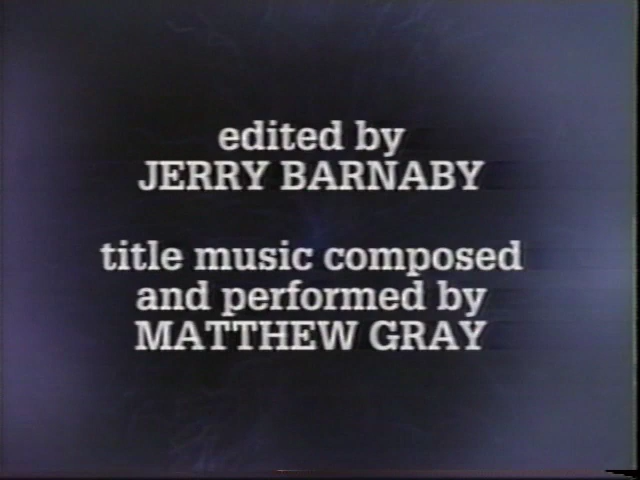 edited by
JERRY BARNABY
title music composed
and performed by
MATTHEW GRAY